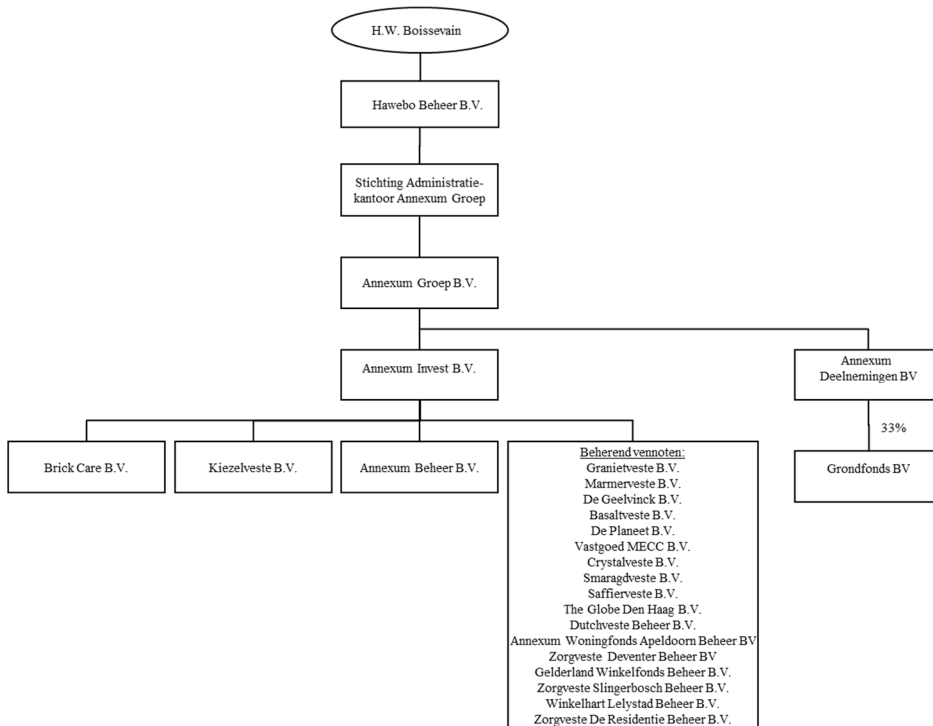 H.W. Boissevain
Hawebo Beheer B.V.
Stichting Administratie-
kantoor Annexum Groep
Annexum Groep B.V.
Annexum Invest B.V.
Annexum
Deelnemingen BV
33%
Brick Care B.V.
Kiezelveste B.V.
Annexum Beheer B.V.
Beherend vennoten:
Granietveste B.V.
Marmerveste B.V.
De Geelvinck B.V.
Basaltveste B.V.
De Planeet B.V.
Vastgoed MECC B.V.
Crystalveste B.V.
Smaragdveste B.V.
Saffierveste B.V.
The Globe Den Haag B.V.
Dutchveste Beheer B.V.
Annexum Woningfonds Apeldoorn Beheer BV
Zorgveste Deventer Beheer BV
Gelderland Winkelfonds Beheer B.V.
Zorgveste Slingerbosch Beheer B.V.
Winkelhart Lelystad Beheer B.V.
Zorgveste De Residentie Beheer B.V.
Grondfonds BV